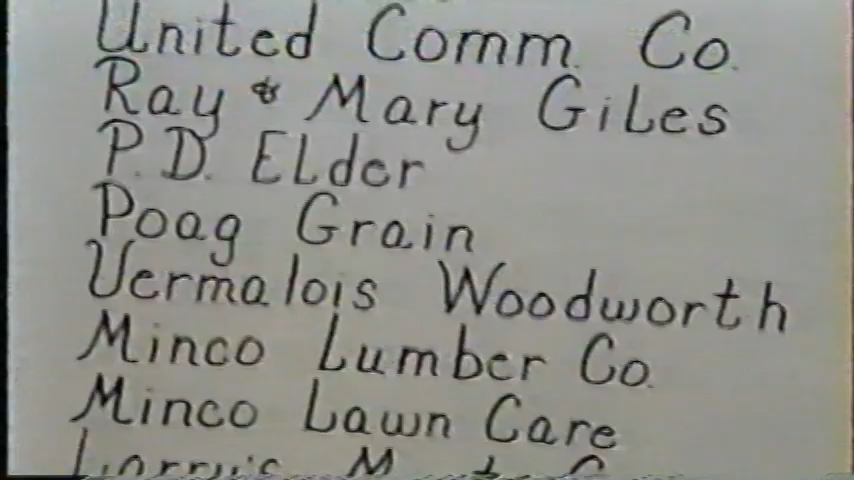 United Comm. Co.
Ray & Mary Giles
P.D. Elder
Poag Grain
Vermalois Woodworth
Minco Lumber Co.
Minco Lawn Care